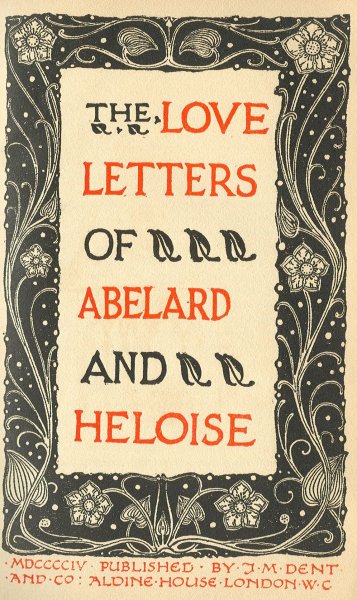 THE LOVE
LETTERS
OF
ABELARD
AND
HELOISE
·MDCCCCIV· PUBLISHED· BY· J·M· DENT·
·AND·CO: ALDINE·HOUSE·LONDON·W·C